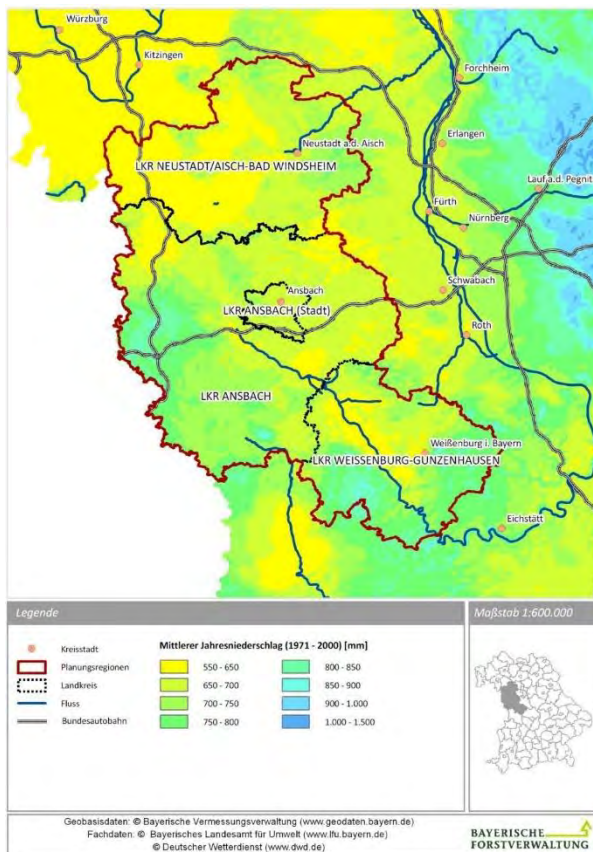 Würzburg
Kitzingen
Forchheim
Neustadt a.d. Aisch
Erlangen
LKR NEUSTADT/AISCH-BAD WINDSHEIM
Lauf a.d. Pegnit
Fürth
Nürnberg
Ansbach
Schwabach
LKR ANSBACH (Stadt)
Roth
LKR ANSBACH
Weißenburg i. Bayern
LKR WEISSENBURG-GUNZENHAUSEN
Eichstätt
Legende
Maßstab 1:600.000
Kreisstadt
Planungsregionen
Landkreis
Fluss
Bundesautobahn
Mittlerer Jahresniederschlag (1971 - 2000) [mm]
550 - 650
650 - 700
700 - 750
750 - 800
800 - 850
850 - 900
900 - 1.000
1.000 - 1.500
Geobasisdaten: © Bayerische Vermessungsverwaltung (www.geodaten.bayern.de)
Fachdaten: © Bayerisches Landesamt für Umwelt (www.lfu.bayern.de)
© Deutscher Wetterdienst (www.dwd.de)
BAYERISCHE
FORSTVERWALTUNG